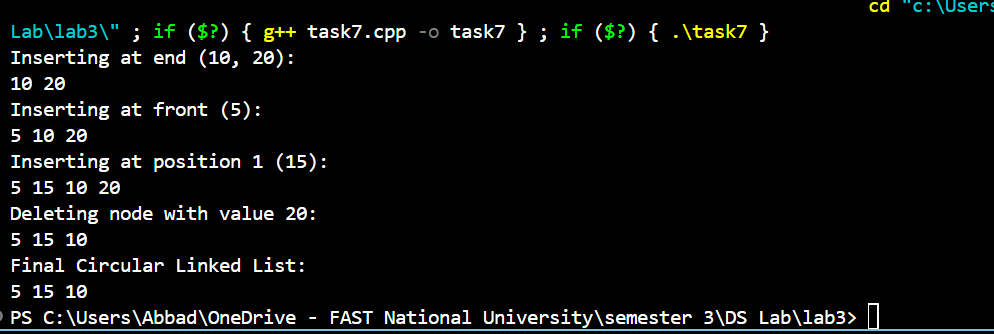 cd "c:\Users
Lab\lab3\" ; if ($?) { g++ task7.cpp -o task7 } ; if ($?) { .\task7 }
Inserting at end (10, 20):
10 20
Inserting at front (5):
5 10 20
Inserting at position 1 (15):
5 15 10 20
Deleting node with value 20:
5 15 10
Final Circular Linked List:
5 15 10
PS C:\Users\Abbad\OneDrive - FAST National University\semester 3\DS Lab\lab3>